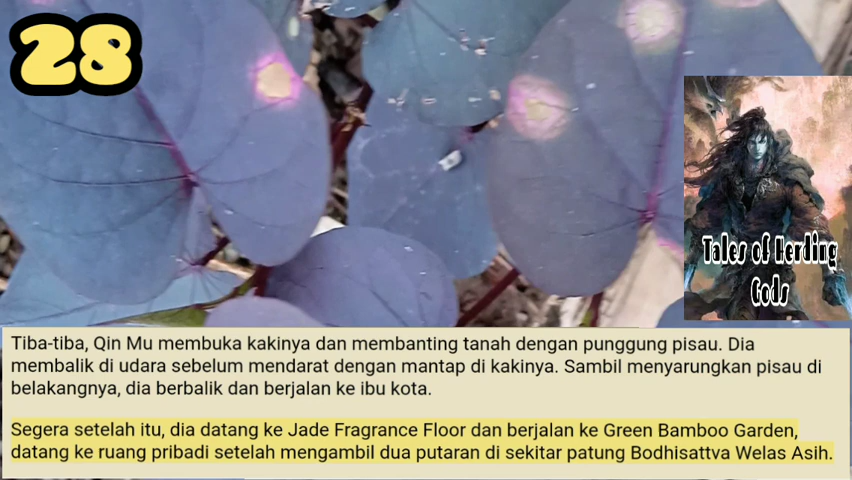 28
Tales of Herding
Gods
Tiba-tiba, Qin Mu membuka kakinya dan membanting tanah dengan punggung pisau. Dia
membalik di udara sebelum mendarat dengan mantap di kakinya. Sambil menyarungkan pisau di
belakangnya, dia berbalik dan berjalan ke ibu kota.
Segera setelah itu, dia datang ke Jade Fragrance Floor dan berjalan ke Green Bamboo Garden,
datang ke ruang pribadi setelah mengambil dua putaran di sekitar patung Bodhisattva Welas Asih.